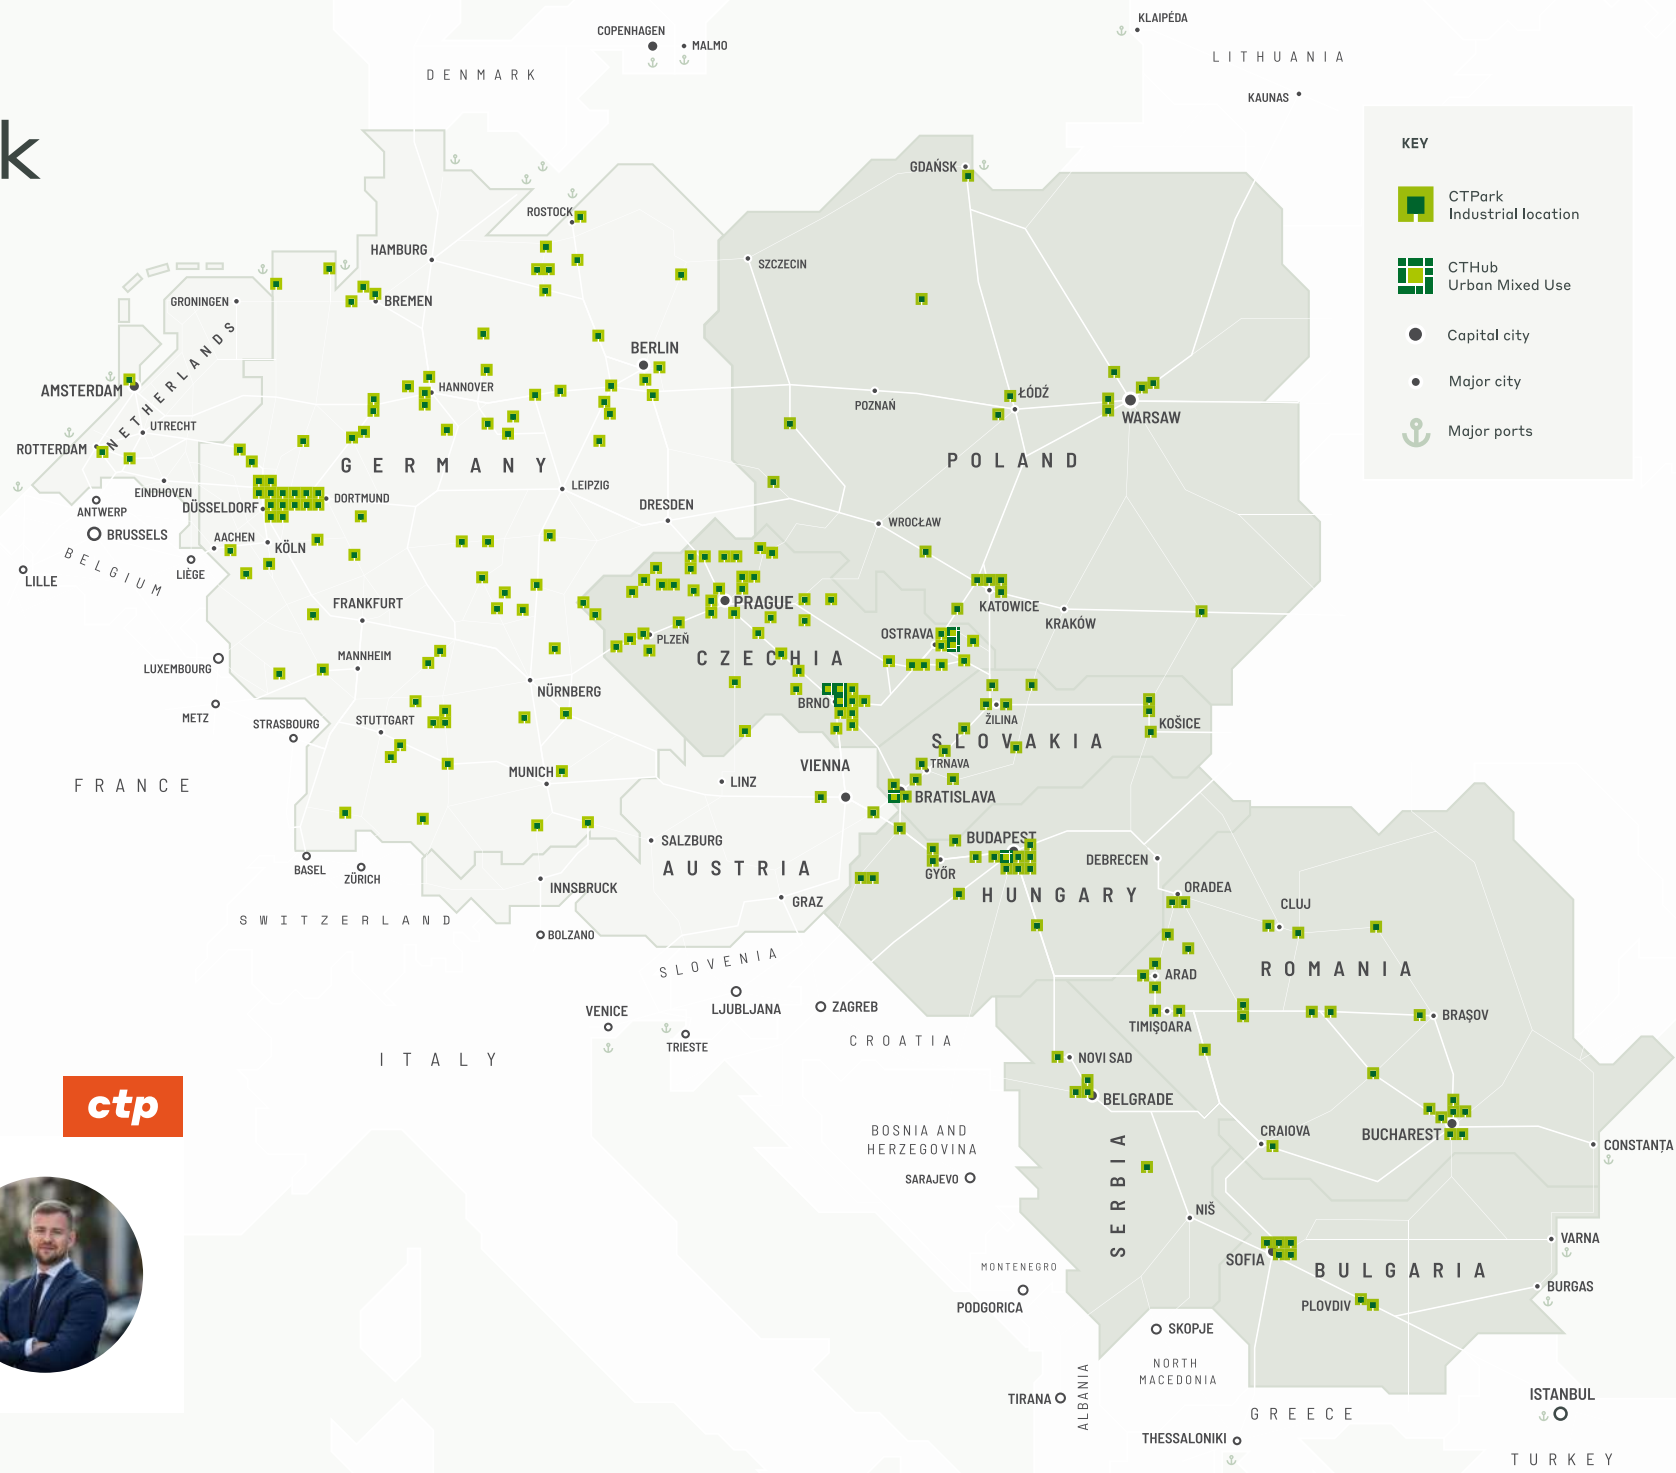 k
KLAIPÉDA
COPENHAGEN
MALMO
LITHUANIA
DENMARK
KAUNAS
KEY
CTPark
Industrial location
CTHub
Urban Mixed Use
Capital city
Major city
Major ports
GDAŃSK
ROSTOCK
HAMBURG
SZCZECIN
GRONINGEN
BREMEN
NETHERLANDS
BERLIN
AMSTERDAM
HANNOVER
POZNAŃ
ŁÓDŹ
WARSAW
UTRECHT
ROTTERDAM
GERMANY
POLAND
EINDHOVEN
LEIPZIG
DORTMUND
ANTWERP
DÜSSELDORF
DRESDEN
WROCŁAW
BRUSSELS
AACHEN
KÖLN
BELGIUM
LIÈGE
LILLE
FRANKFURT
PRAGUE
KATOWICE
KRAKÓW
OSTRAVA
PLZEŇ
CZECHIA
MANNHEIM
LUXEMBOURG
NÜRNBERG
BRNO
METZ
STRASBOURG
STUTTGART
ŽILINA
KOŠICE
SLOVAKIA
VIENNA
TRNAVA
FRANCE
MUNICH
LINZ
BRATISLAVA
SALZBURG
BUDAPEST
BASEL
ZÜRICH
AUSTRIA
GYŐR
DEBRECEN
INNSBRUCK
HUNGARY
ORADEA
GRAZ
CLUJ
SWITZERLAND
BOLZANO
SLOVENIA
ARAD
ROMANIA
LJUBLJANA
ZAGREB
VENICE
TIMIŞOARA
BRAŞOV
TRIESTE
CROATIA
ITALY
NOVI SAD
BELGRADE
ctp
BOSNIA AND
HERZEGOVINA
CRAIOVA
BUCHAREST
CONSTANȚA
SARAJEVO
SERBIA
NIŠ
VARNA
SOFIA
MONTENEGRO
BULGARIA
PODGORICA
PLOVDIV
BURGAS
SKOPJE
NORTH
MACEDONIA
TIRANA
ALBANIA
ISTANBUL
GREECE
THESSALONIKI
TURKEY